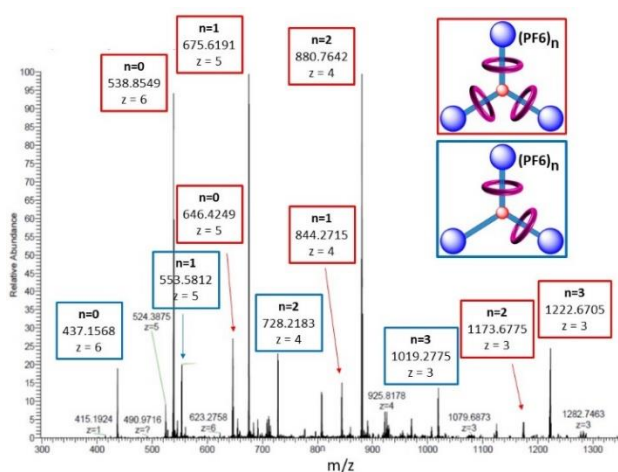 n=1
675.6191
z = 5
n=2
880.7642
z = 4
n=0
538.8549
z = 6
(PF6)n
(PF6)n
n=0
646.4249
z = 5
n=1
844.2715
z = 4
n=1
553.5812
z = 5
n=0
437.1568
z = 6
524.3875
z=5
n=2
728.2183
z = 4
n=3
1019.2775
z = 3
n=2
1173.6775
z = 3
n=3
1222.6705
z = 3
415.1924
z=1
490.9716
z=?
623.2758
z=6
925.8178
z=4
1079.6873
z=3
1282.7463
z=3
Relative Abundance
100
95
90
85
80
75
70
65
60
55
50
45
40
35
30
25
20
15
10
5
0
300 400 500 600 700 800 900 1000 1100 1200 1300
m/z